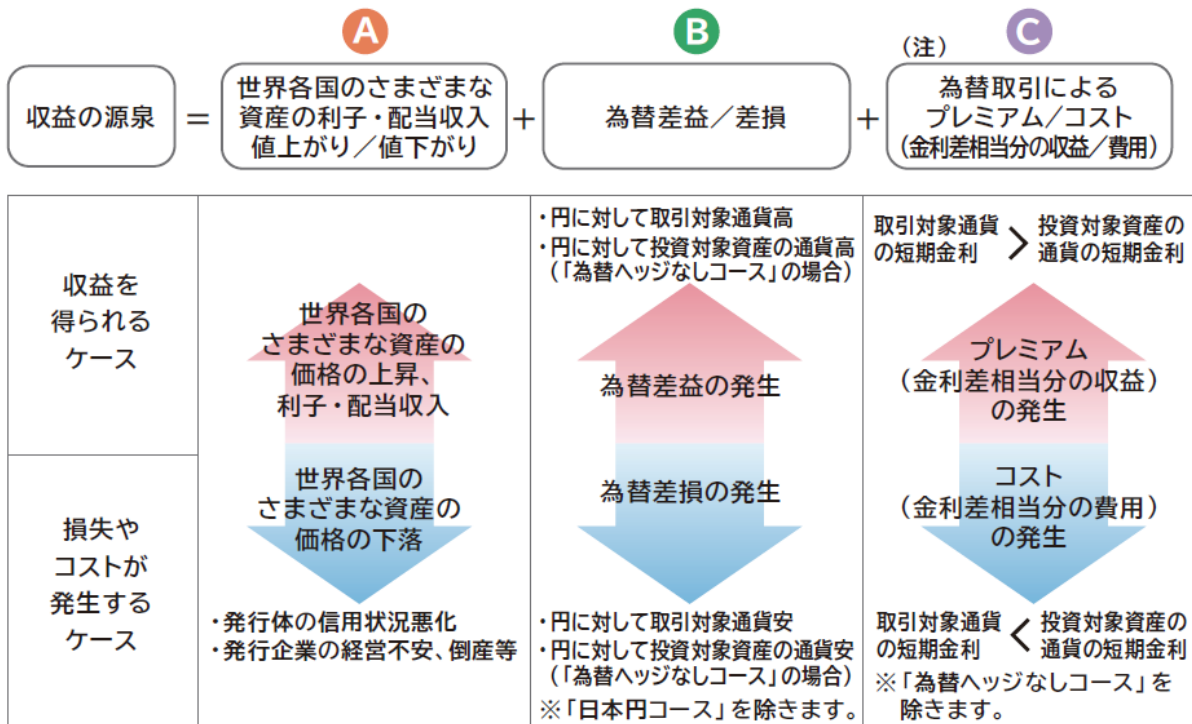 A
B
C
（注）
収益の源泉
＝
世界各国のさまざまな
資産の利子・配当収入
値上がり／値下がり
＋
為替差益／差損
＋
為替取引による
プレミアム／コスト
（金利差相当分の収益／費用）
収益を
得られる
ケース
世界各国の
さまざまな資産の
価格の上昇、
利子・配当収入
・円に対して取引対象通貨高
・円に対して投資対象資産の通貨高
（「為替ヘッジなしコース」の場合）
為替差益の発生
取引対象通貨
の短期金利
＞
投資対象資産の
通貨の短期金利
プレミアム
（金利差相当分の収益）
の発生
損失や
コストが
発生する
ケース
世界各国の
さまざまな資産の
価格の下落
・発行体の信用状況悪化
・発行企業の経営不安、倒産等
為替差損の発生
・円に対して取引対象通貨安
・円に対して投資対象資産の通貨安
（「為替ヘッジなしコース」の場合）
※「日本円コース」を除きます。
コスト
（金利差相当分の費用）
の発生
取引対象通貨
の短期金利
＜
投資対象資産の
通貨の短期金利
※「為替ヘッジなしコース」を
除きます。